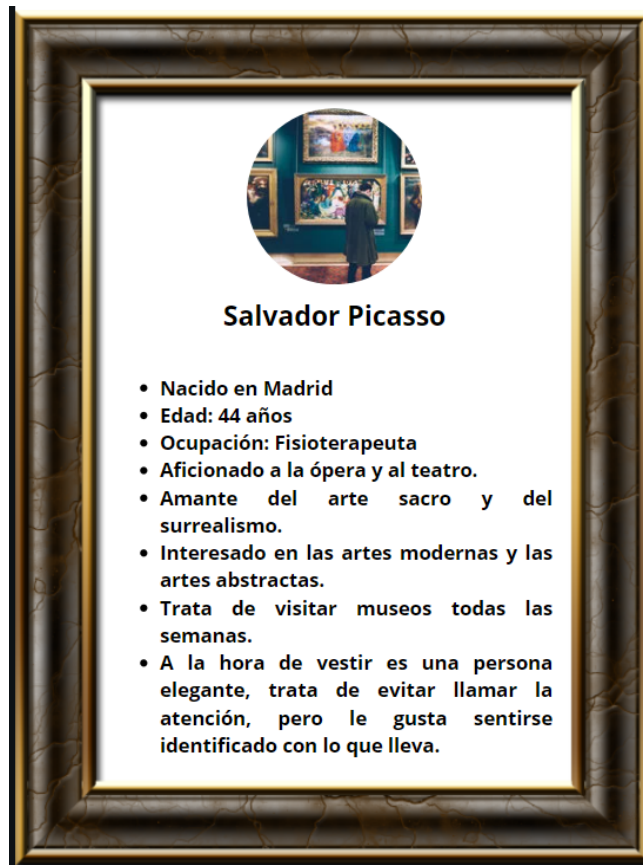 Salvador Picasso
• Nacido en Madrid
• Edad: 44 años
• Ocupación: Fisioterapeuta
• Aficionado a la ópera y al teatro.
• Amante del arte sacro y del
surrealismo.
• Interesado en las artes modernas y las
artes abstractas.
• Trata de visitar museos todas las
semanas.
• A la hora de vestir es una persona
elegante, trata de evitar llamar la
atención, pero le gusta sentirse
identificado con lo que lleva.